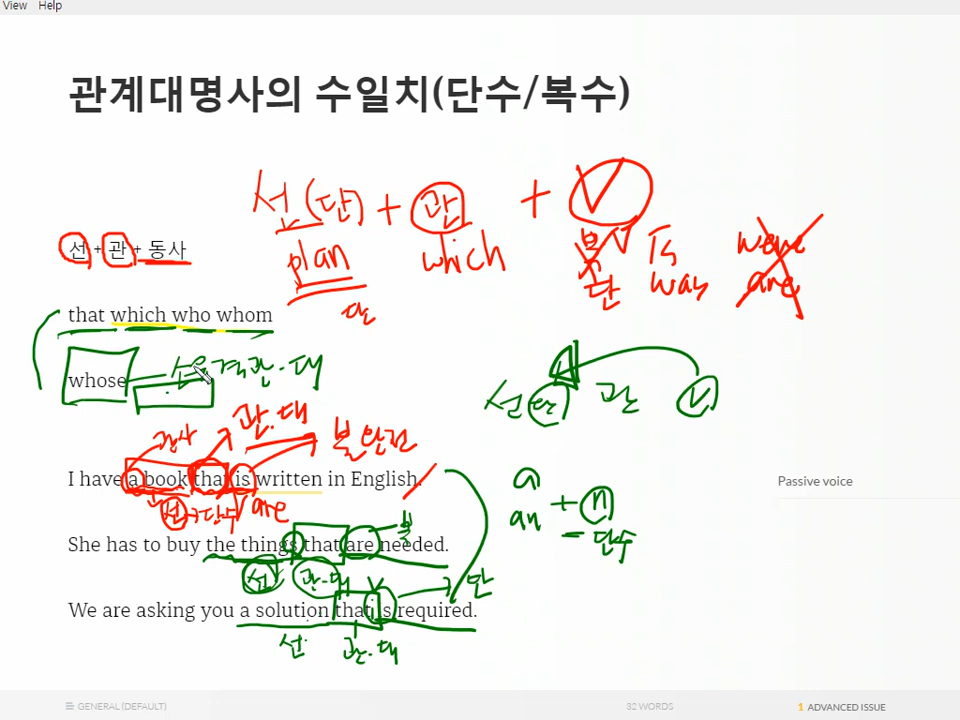 View Help
관계대명사의 수일치(단수/복수)
선(단) + 관 + V
선 + 관 + 동사
plan which 복 V is were
단 was are
단
that which who whom
whose 소유격관·대
선 단 관 V
관·대
관사 불완전
I have a book that is written in English.
Passive voice
선 단수 are
a
an + n
= 단수
복
She has to buy the things that are needed.
선 관·대
단
We are asking you a solution that is required.
선 관·대
GENERAL (DEFAULT) 32 WORDS 1 ADVANCED ISSUE